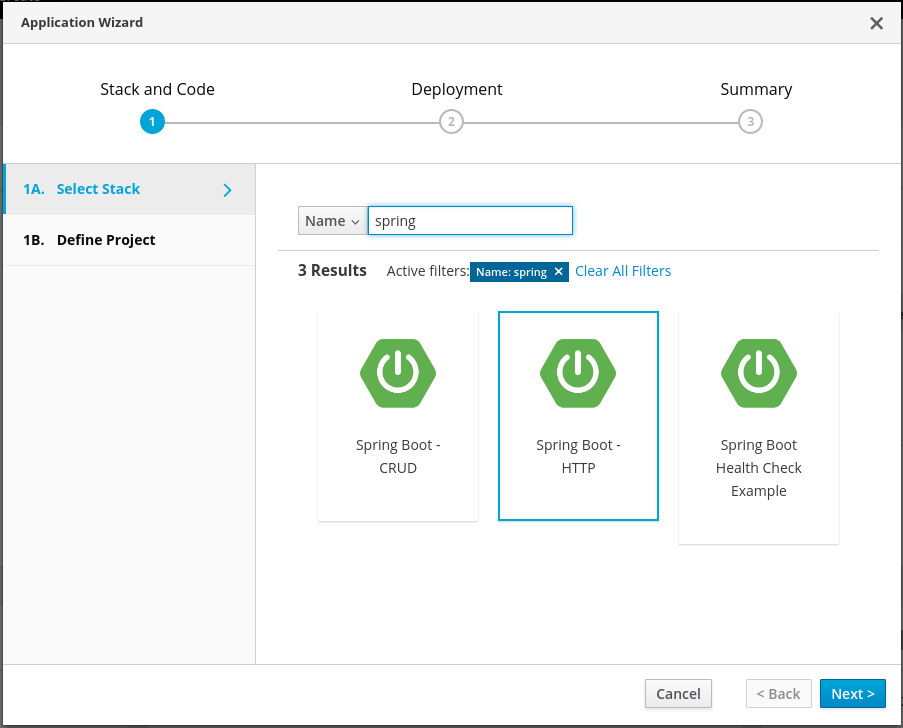 Application Wizard
Stack and Code
Deployment
Summary
1
2
3
1A. Select Stack
1B. Define Project
Name
spring
3 Results Active filters: Name: spring × Clear All Filters
Spring Boot -
CRUD
Spring Boot -
HTTP
Spring Boot
Health Check
Example
Cancel
< Back
Next >